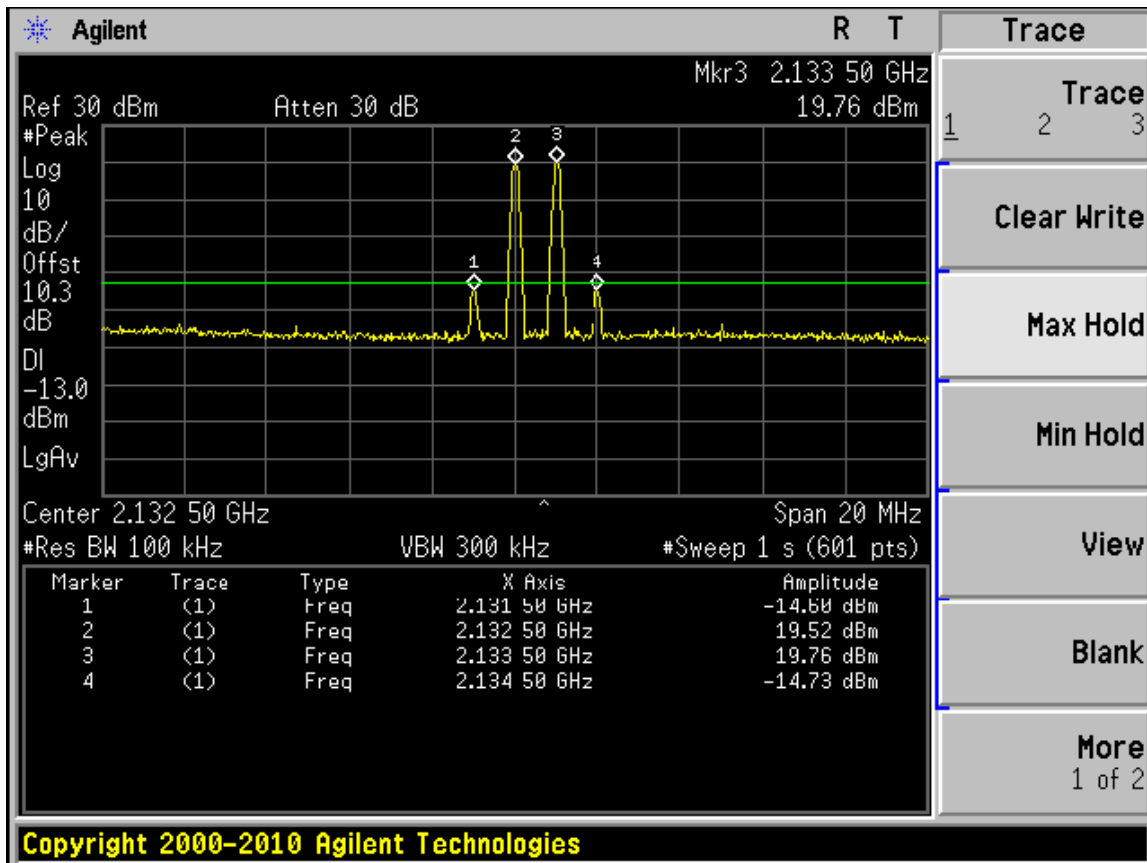 Agilent
R T
Trace
Mkr3 2.133 50 GHz
Ref 30 dBm Atten 30 dB 19.76 dBm
#Peak
Log
10
dB/
Offst
10.3
dB
DI
-13.0
dBm
LgAv
1
2
3
4
Center 2.132 50 GHz Span 20 MHz
#Res BW 100 kHz VBW 300 kHz #Sweep 1 s (601 pts)
Marker Trace Type X Axis Amplitude
1 (1) Freq 2.131 50 GHz -14.60 dBm
2 (1) Freq 2.132 50 GHz 19.52 dBm
3 (1) Freq 2.133 50 GHz 19.76 dBm
4 (1) Freq 2.134 50 GHz -14.73 dBm
Trace
1 2 3
Clear Write
Max Hold
Min Hold
View
Blank
More
1 of 2
Copyright 2000-2010 Agilent Technologies